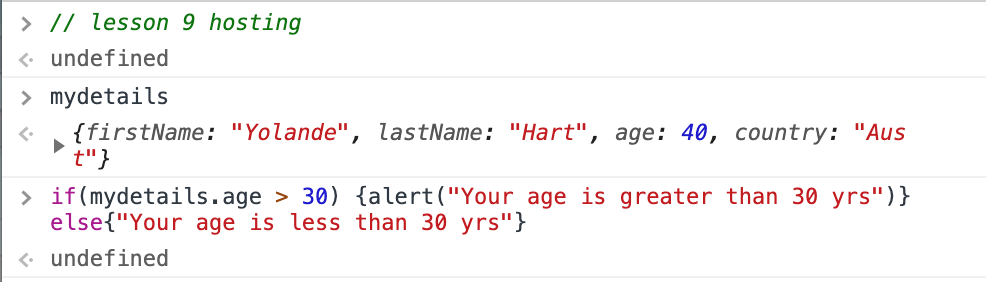 // lesson 9 hosting
undefined
mydetails
{firstName: "Yolande", lastName: "Hart", age: 40, country: "Aus
t"}
if(mydetails.age > 30) {alert("Your age is greater than 30 yrs")}
else{"Your age is less than 30 yrs"}
undefined